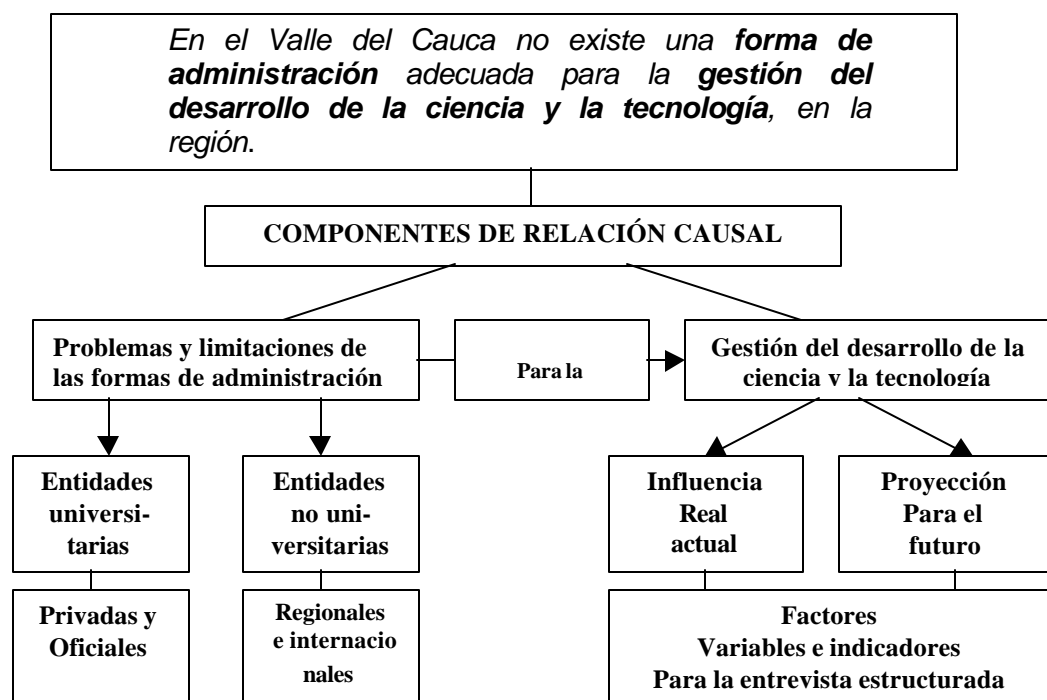 En el Valle del Cauca no existe una forma de
administración adecuada para la gestión del
desarrollo de la ciencia y la tecnología, en la
región.
COMPONENTES DE RELACIÓN CAUSAL
Problemas y limitaciones de
las formas de administración
Para la
Gestión del desarrollo de la
ciencia y la tecnología
Entidades
universi-
tarias
Entidades
no uni-
versitarias
Influencia
Real
actual
Proyección
Para el
futuro
Privadas y
Oficiales
Regionales
e internacio
nales
Factores
Variables e indicadores
Para la entrevista estructurada